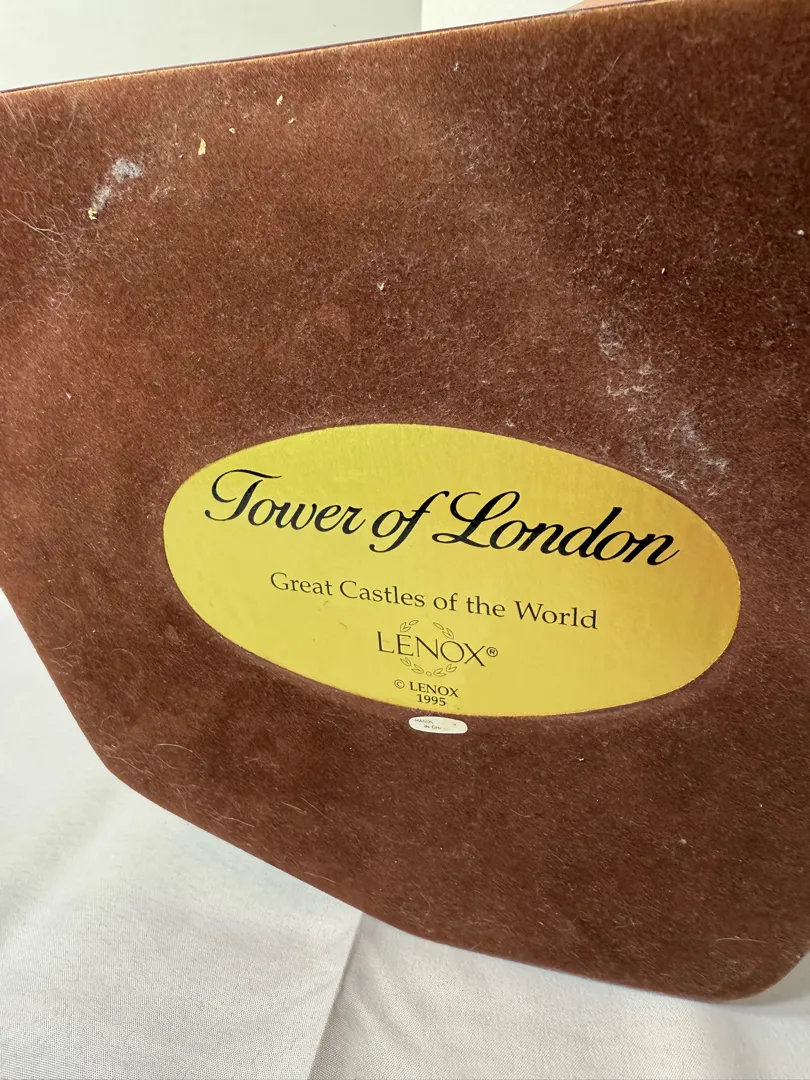 Tower of London
Great Castles of the World
LENOX®
© LENOX
1995